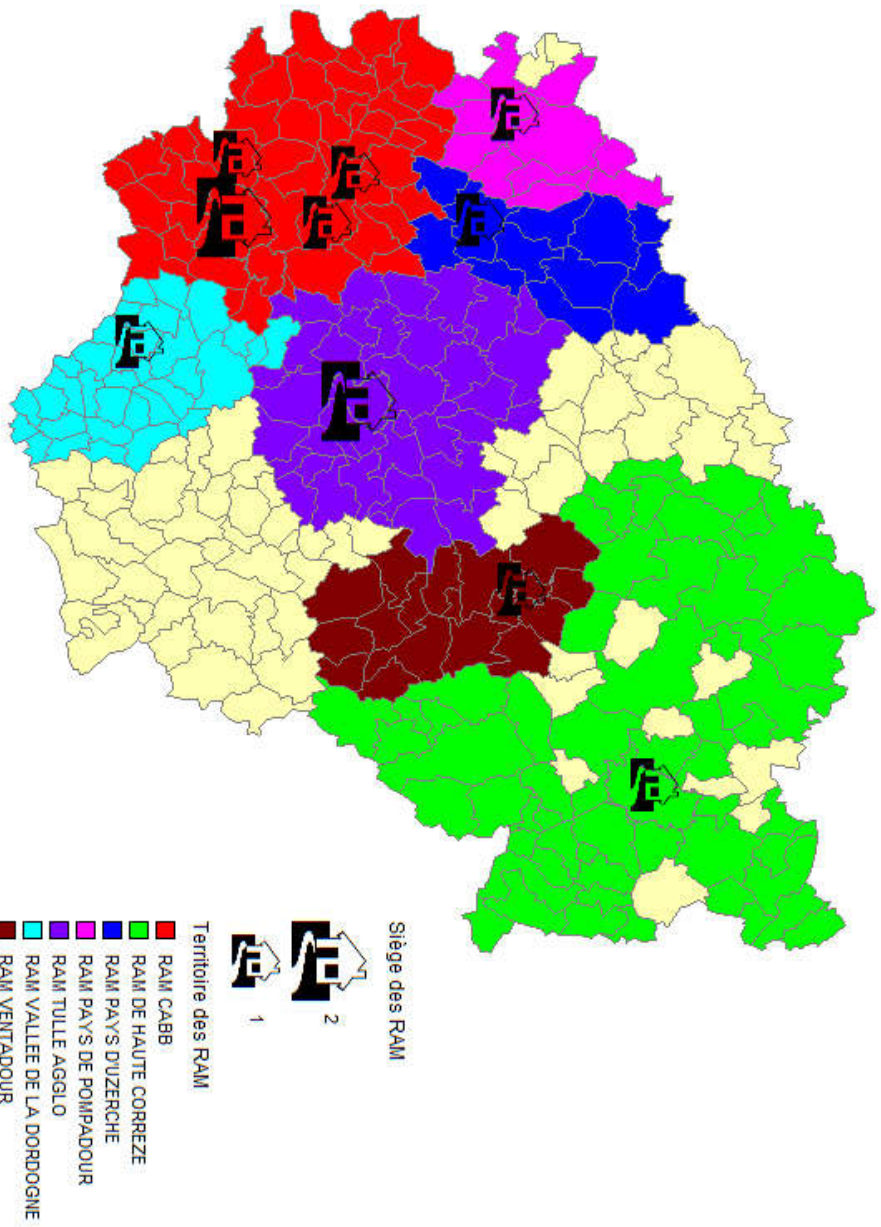 Siège des RAM
2
1
Territoire des RAM
RAM CABB
RAM DE HAUTE CORREZE
RAM PAYS D'UZERCHE
RAM PAYS DE POMPADOUR
RAM TULLE AGGLO
RAM VALLEE DE LA DORDOGNE
RAM VENTADOUR